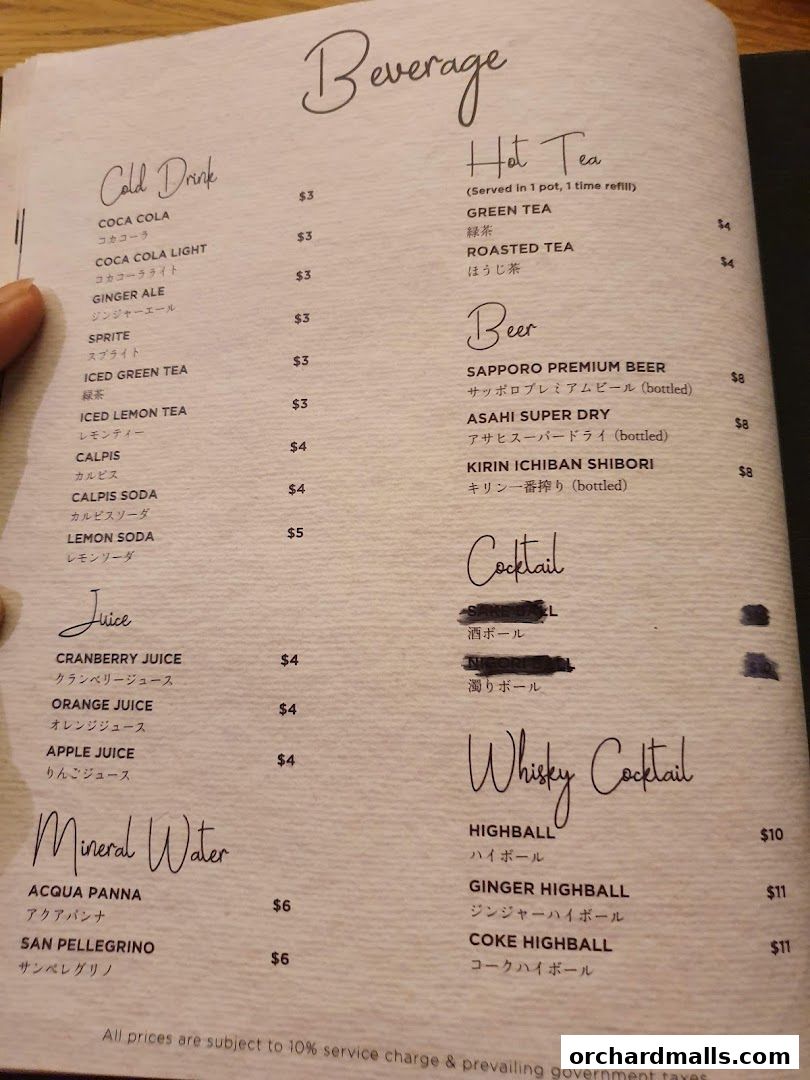 Beverage
Cold Drink
COCA COLA $3
コカコーラ
COCA COLA LIGHT $3
コカコーラライト
GINGER ALE $3
ジンジャーエール
SPRITE $3
スプライト
ICED GREEN TEA $3
緑茶
ICED LEMON TEA $3
レモンティー
CALPIS $4
カルピス
CALPIS SODA $4
カルピスソーダ
LEMON SODA $5
レモンソーダ
Juice
CRANBERRY JUICE $4
クランベリージュース
ORANGE JUICE $4
オレンジジュース
APPLE JUICE $4
りんごジュース
Mineral Water
ACQUA PANNA $6
アクアパンナ
SAN PELLEGRINO $6
サンペレグリノ
Hot Tea
(Served in 1 pot, 1 time refill)
GREEN TEA $4
緑茶
ROASTED TEA $4
ほうじ茶
Beer
SAPPORO PREMIUM BEER $8
サッポロプレミアムビール (bottled)
ASAHI SUPER DRY $8
アサヒスーパードライ (bottled)
KIRIN ICHIBAN SHIBORI $8
キリン一番搾り (bottled)
Cocktail
酒ボール
濁りボール
Whisky Cocktail
HIGHBALL $10
ハイボール
GINGER HIGHBALL $11
ジンジャーハイボール
COKE HIGHBALL $11
コークハイボール
All prices are subject to 10% service charge & prevailing government taxes
orchardmalls.com